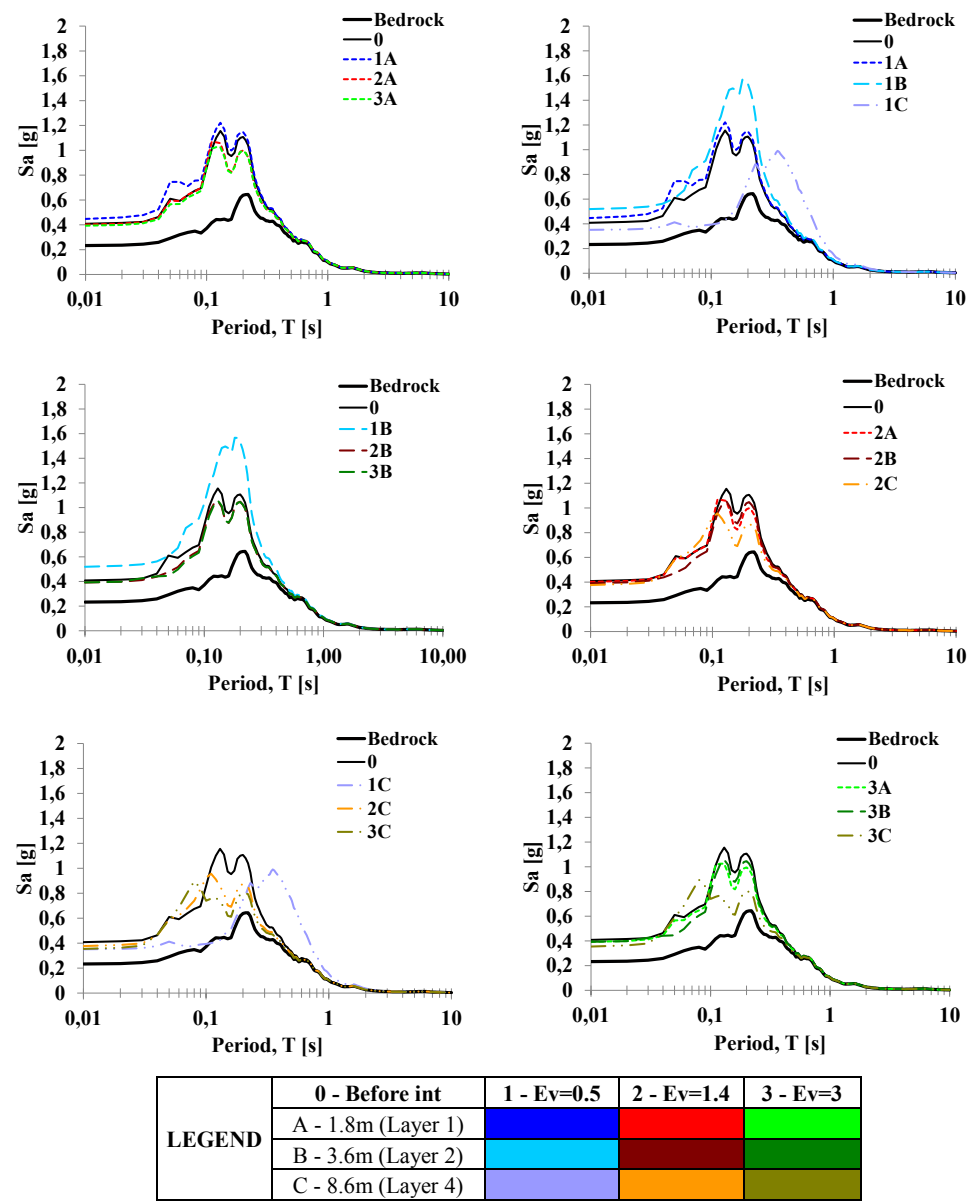 Bedrock
0
1A
2A
3A
2
1,8
1,6
1,4
1,2
1
0,8
0,6
0,4
0,2
0
Sa [g]
0,01 0,1 1 10
Period, T [s]
Bedrock
0
1A
1B
1C
2
1,8
1,6
1,4
1,2
1
0,8
0,6
0,4
0,2
0
Sa [g]
0,01 0,1 1 10
Period, T [s]
Bedrock
0
1B
2B
3B
2
1,8
1,6
1,4
1,2
1
0,8
0,6
0,4
0,2
0
Sa [g]
0,01 0,10 1,00 10,00
Period, T [s]
Bedrock
0
2A
2B
2C
2
1,8
1,6
1,4
1,2
1
0,8
0,6
0,4
0,2
0
Sa [g]
0,01 0,1 1 10
Period, T [s]
Bedrock
0
1C
2C
3C
2
1,8
1,6
1,4
1,2
1
0,8
0,6
0,4
0,2
0
Sa [g]
0,01 0,1 1 10
Period, T [s]
Bedrock
0
3A
3B
3C
2
1,8
1,6
1,4
1,2
1
0,8
0,6
0,4
0,2
0
Sa [g]
0,01 0,1 1 10
Period, T [s]
LEGEND
0 - Before int 1 - Ev=0.5 2 - Ev=1.4 3 - Ev=3
A - 1.8m (Layer 1)
B - 3.6m (Layer 2)
C - 8.6m (Layer 4)